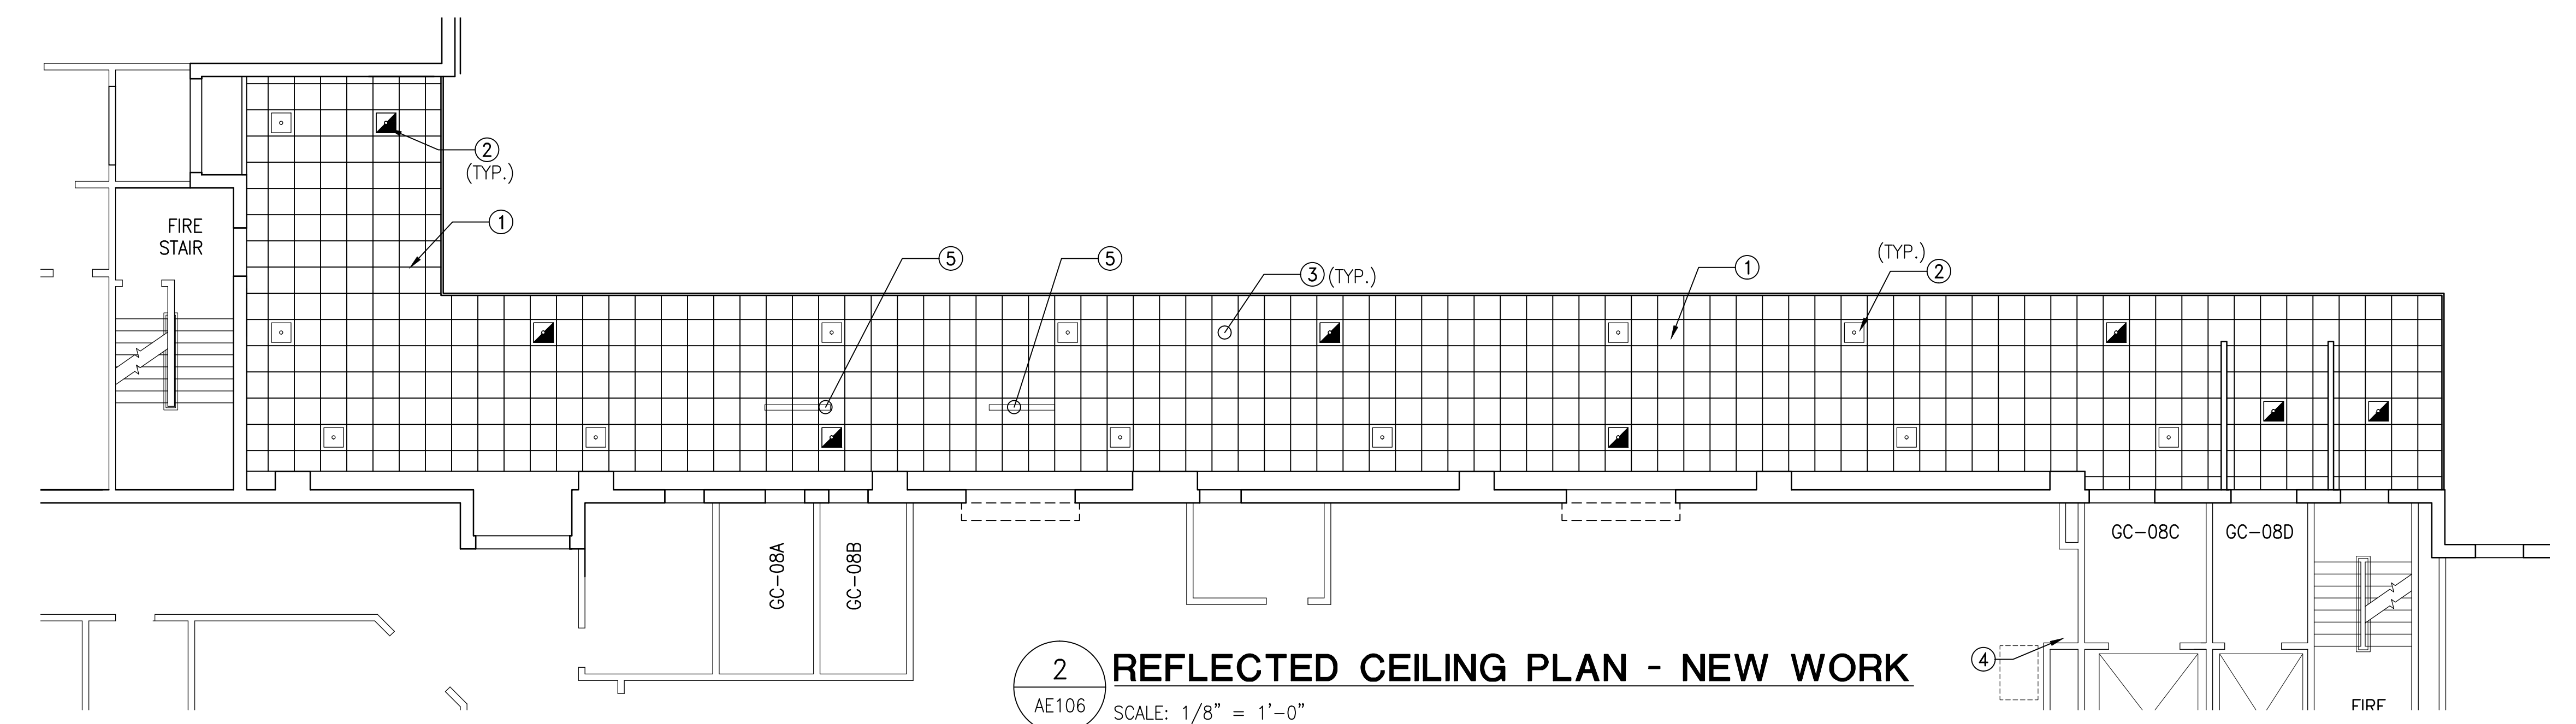 2
(TYP.)
1
FIRE
STAIR
5
5
3 (TYP.)
1
(TYP.)
2
GC-08A
GC-08B
GC-08C
GC-08D
4
FIRE
2
AE106
REFLECTED CEILING PLAN - NEW WORK
SCALE: 1/8" = 1'-0"